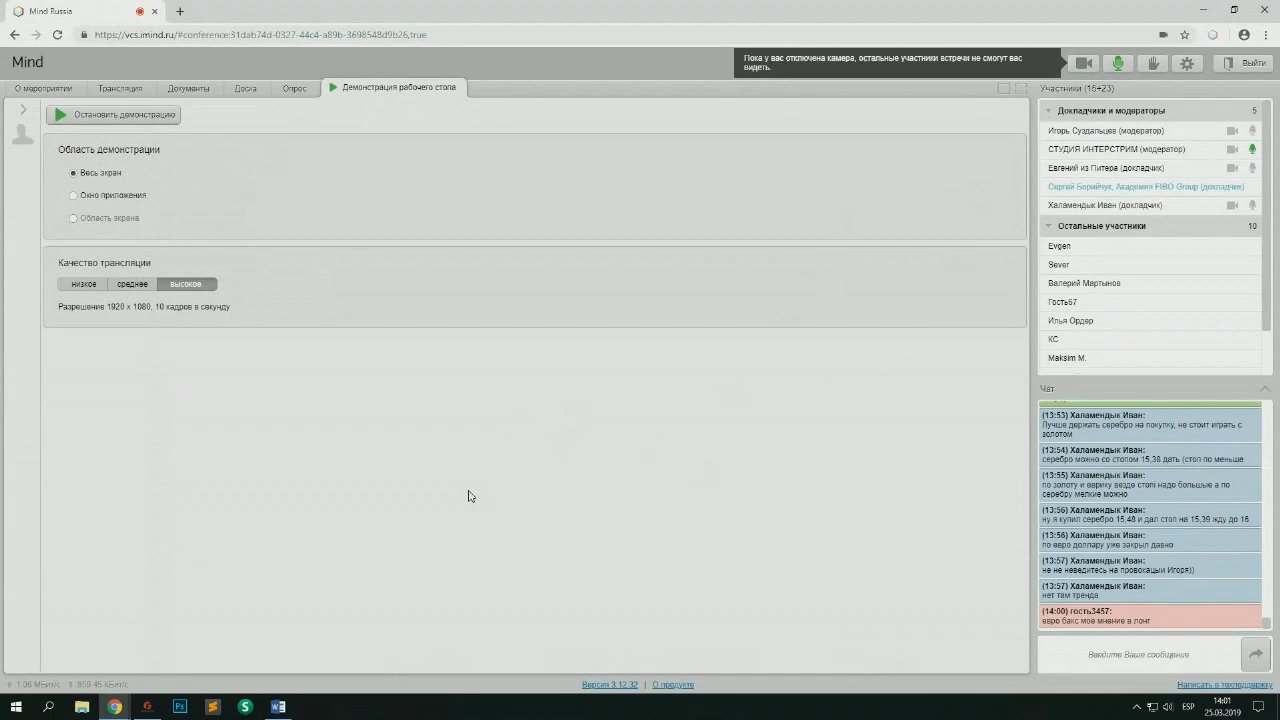 Mind Russia
https://vcs.imind.ru/#conference:31dab74d-0327-44c4-a89b-3698548d9b26,true
Mind
Пока у вас отключена камера, остальные участники встречи не смогут вас
видеть.
Выйти
О мероприятии
Трансляция
Документы
Доска
Опрос
Демонстрация рабочего стола
Остановить демонстрацию
Область демонстрации
Весь экран
Окно приложения
Область экрана
Качество трансляции
низкое
среднее
высокое
Разрешение 1920 x 1080, 10 кадров в секунду
Участники (15+23)
Докладчики и модераторы 5
Игорь Суздальцев (модератор)
СТУДИЯ ИНТЕРСТРИМ (модератор)
Евгений из Питера (докладчик)
Сергей Борийчук, Академия FIBO Group (докладчик)
Халамендык Иван (докладчик)
Остальные участники 10
Evgen
Sever
Валерий Мартынов
Гость67
Илья Ордер
КС
Maksim M.
Чат
(13:53) Халамендык Иван:
Лучше держать серебро на покупку, не стоит играть с
золотом
(13:54) Халамендык Иван:
серебро можно со стопом 15,38 дать (стоп по меньше
(13:55) Халамендык Иван:
по золоту и еврику везде стопі надо большые а по
серебру мелкие можно
(13:56) Халамендык Иван:
ну я купил серебро 15,48 и дал стоп на 15,39 жду до 16
(13:56) Халамендык Иван:
по евро доллару уже закрыл давно
(13:57) Халамендык Иван:
не не неведитесь на провокацыи Игоря))
(13:57) Халамендык Иван:
нет там тренда
(14:00) гость3457:
евро бакс мое мнение в лонг
Введите Ваше сообщение
1.06 МБит/с
859.45 КБит/с
Версия 3.12.32 | О продукте
Написать в техподдержку
Ps
S
W
ESP
14:01
25.03.2019